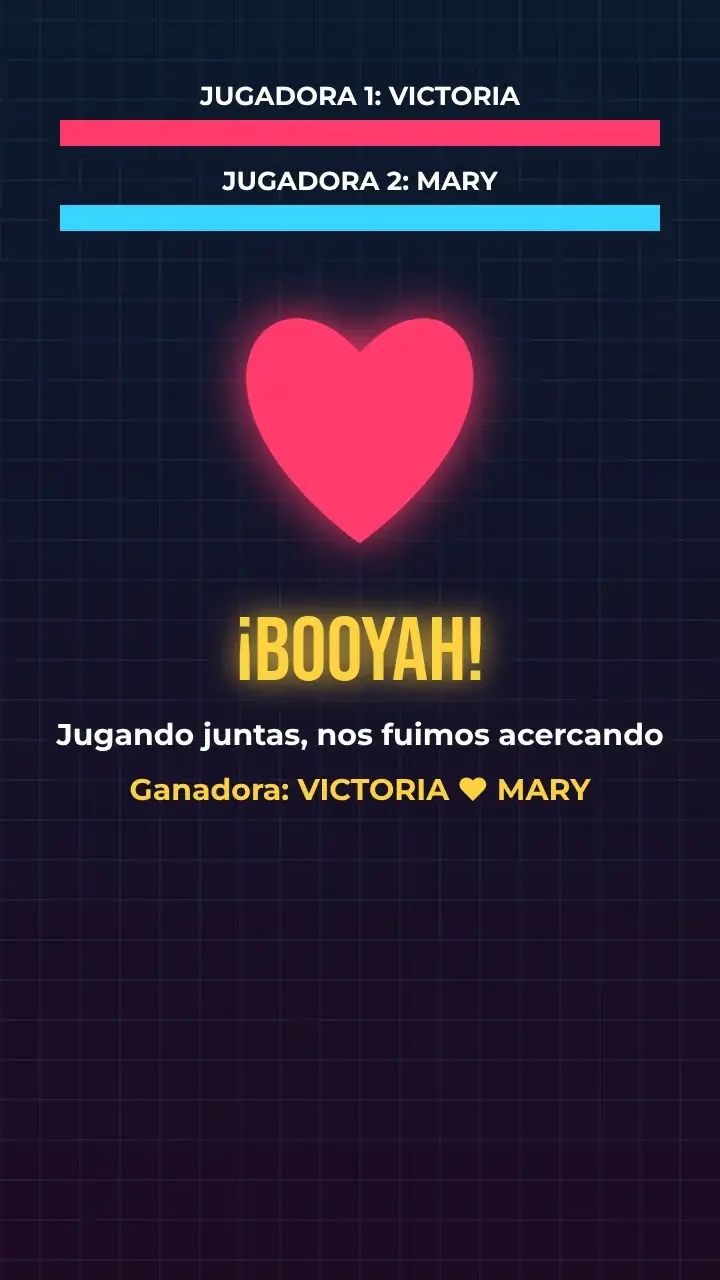 JUGADORA 1: VICTORIA
JUGADORA 2: MARY
¡BOOYAH!
Jugando juntas, nos fuimos acercando
Ganadora: VICTORIA ♥ MARY